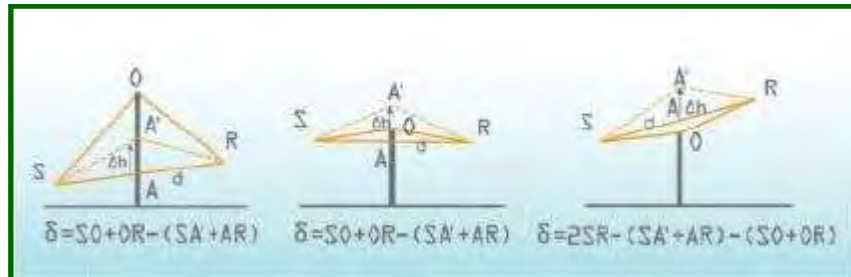 O
A'
Δh
S
R
A
d
δ=SO+OR-(SA'+AR)
A'
S
Δh
O
R
A
d
δ=SO+OR-(SA'+AR)
A'
R
A
Δh
d
S
O
δ=2SR-(SA'+AR)-(SO+OR)